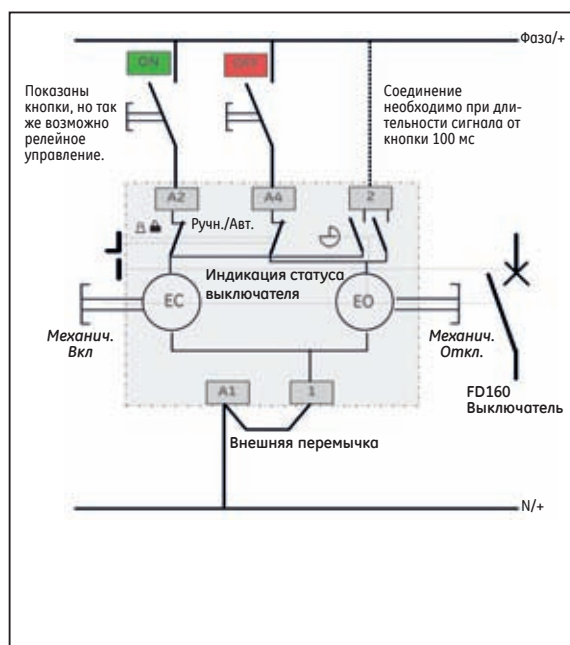 Фаза/+
ON
OFF
Показаны
кнопки, но так
же возможно
релейное
управление.
Соединение
необходимо при дли-
тельности сигнала от
кнопки 100 мс
A2
A4
2
Ручн./Авт.
Индикация статуса
выключателя
EC
EO
Механич.
Вкл
Механич.
Откл.
FD160
Выключатель
A1
1
Внешняя перемычка
N/+